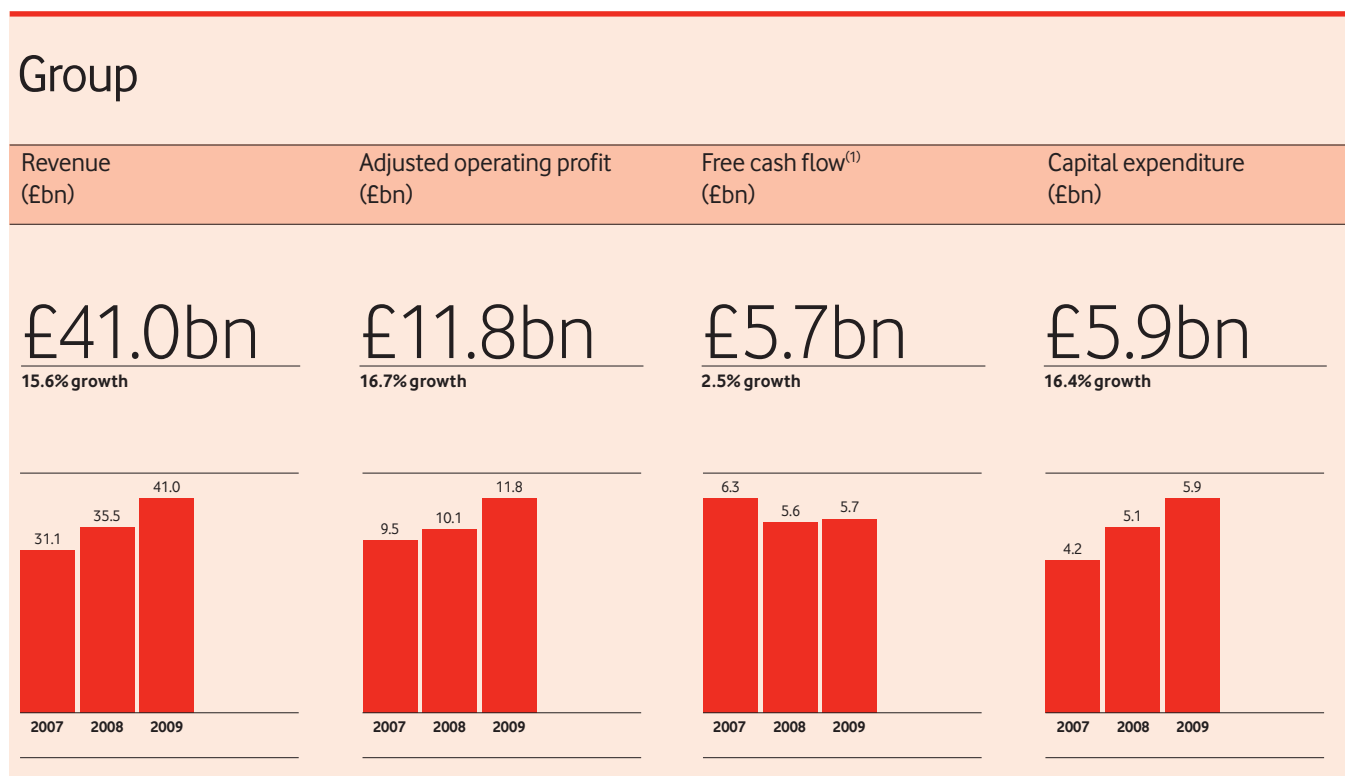 Group
Revenue
(£bn)
Adjusted operating profit
(£bn)
Free cash flow(1)
(£bn)
Capital expenditure
(£bn)
£41.0bn
15.6% growth
£11.8bn
16.7% growth
£5.7bn
2.5% growth
£5.9bn
16.4% growth
31.1 35.5 41.0
2007 2008 2009
9.5 10.1 11.8
2007 2008 2009
6.3 5.6 5.7
2007 2008 2009
4.2 5.1 5.9
2007 2008 2009